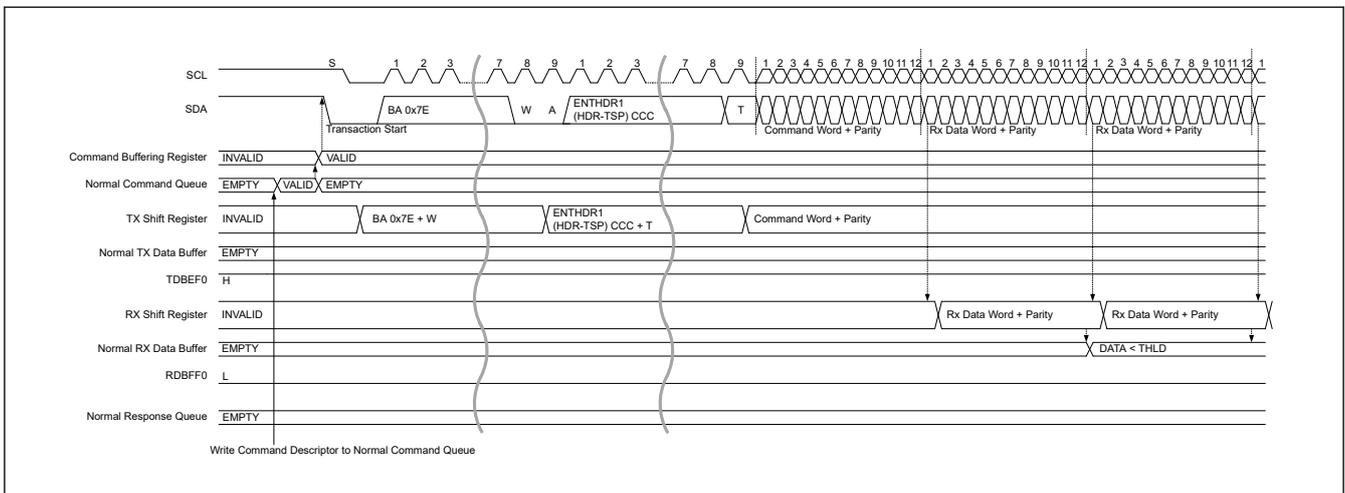 S 1 2 3 7 8 9 1 2 3 7 8 9 1 2 3 4 5 6 7 8 9 10 11 12 1 2 3 4 5 6 7 8 9 10 11 12 1 2 3 4 5 6 7 8 9 10 11 12 1
SCL
SDA BA 0x7E W A ENTHDR1 T
(HDR-TSP) CCC
Transaction Start Command Word + Parity Rx Data Word + Parity Rx Data Word + Parity
Command Buffering Register INVALID VALID
Normal Command Queue EMPTY VALID EMPTY
TX Shift Register INVALID BA 0x7E + W ENTHDR1 Command Word + Parity
(HDR-TSP) CCC + T
Normal TX Data Buffer EMPTY
TDBEF0 H
RX Shift Register INVALID Rx Data Word + Parity Rx Data Word + Parity
Normal RX Data Buffer EMPTY DATA < THLD
RDBFF0 L
Normal Response Queue EMPTY
Write Command Descriptor to Normal Command Queue